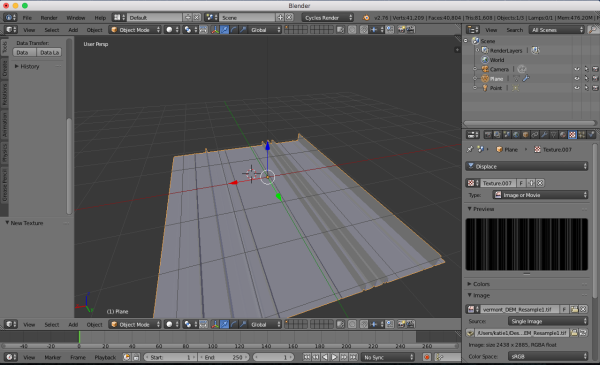 Blender
File Render Window Help Default Scene Cycles Render v2.76 | Verts:41,209 | Faces:40,804 | Tris:81,608 | Objects:1/3 | Lamps:0/1 | Mem:476.20M
View Select Add Object Object Mode Global
View Search All Scenes
Tools
Create
Relations
Animation
Physics
Grease Pencil
Data Transfer:
Data Data La
History
New Texture
User Persp
(1) Plane
Scene
RenderLayers
World
Camera
Plane
Point
Plane Texture.007
Displace
Texture.007 F
Type: Image or Movie
Preview
Colors
Image
vermont_DEM_Resample1.tif F
Source: Single Image
/Users/katie1/Des...EM_Resample1.tif
Image: size 2438 x 2885, RGBA float
Color Space: sRGB
View Select Add Object Object Mode Global
0 20 40 60 80 100 120 140 160 180 200 220 240 260
View Marker Frame Playback Start: 1 End: 250 1 No Sync